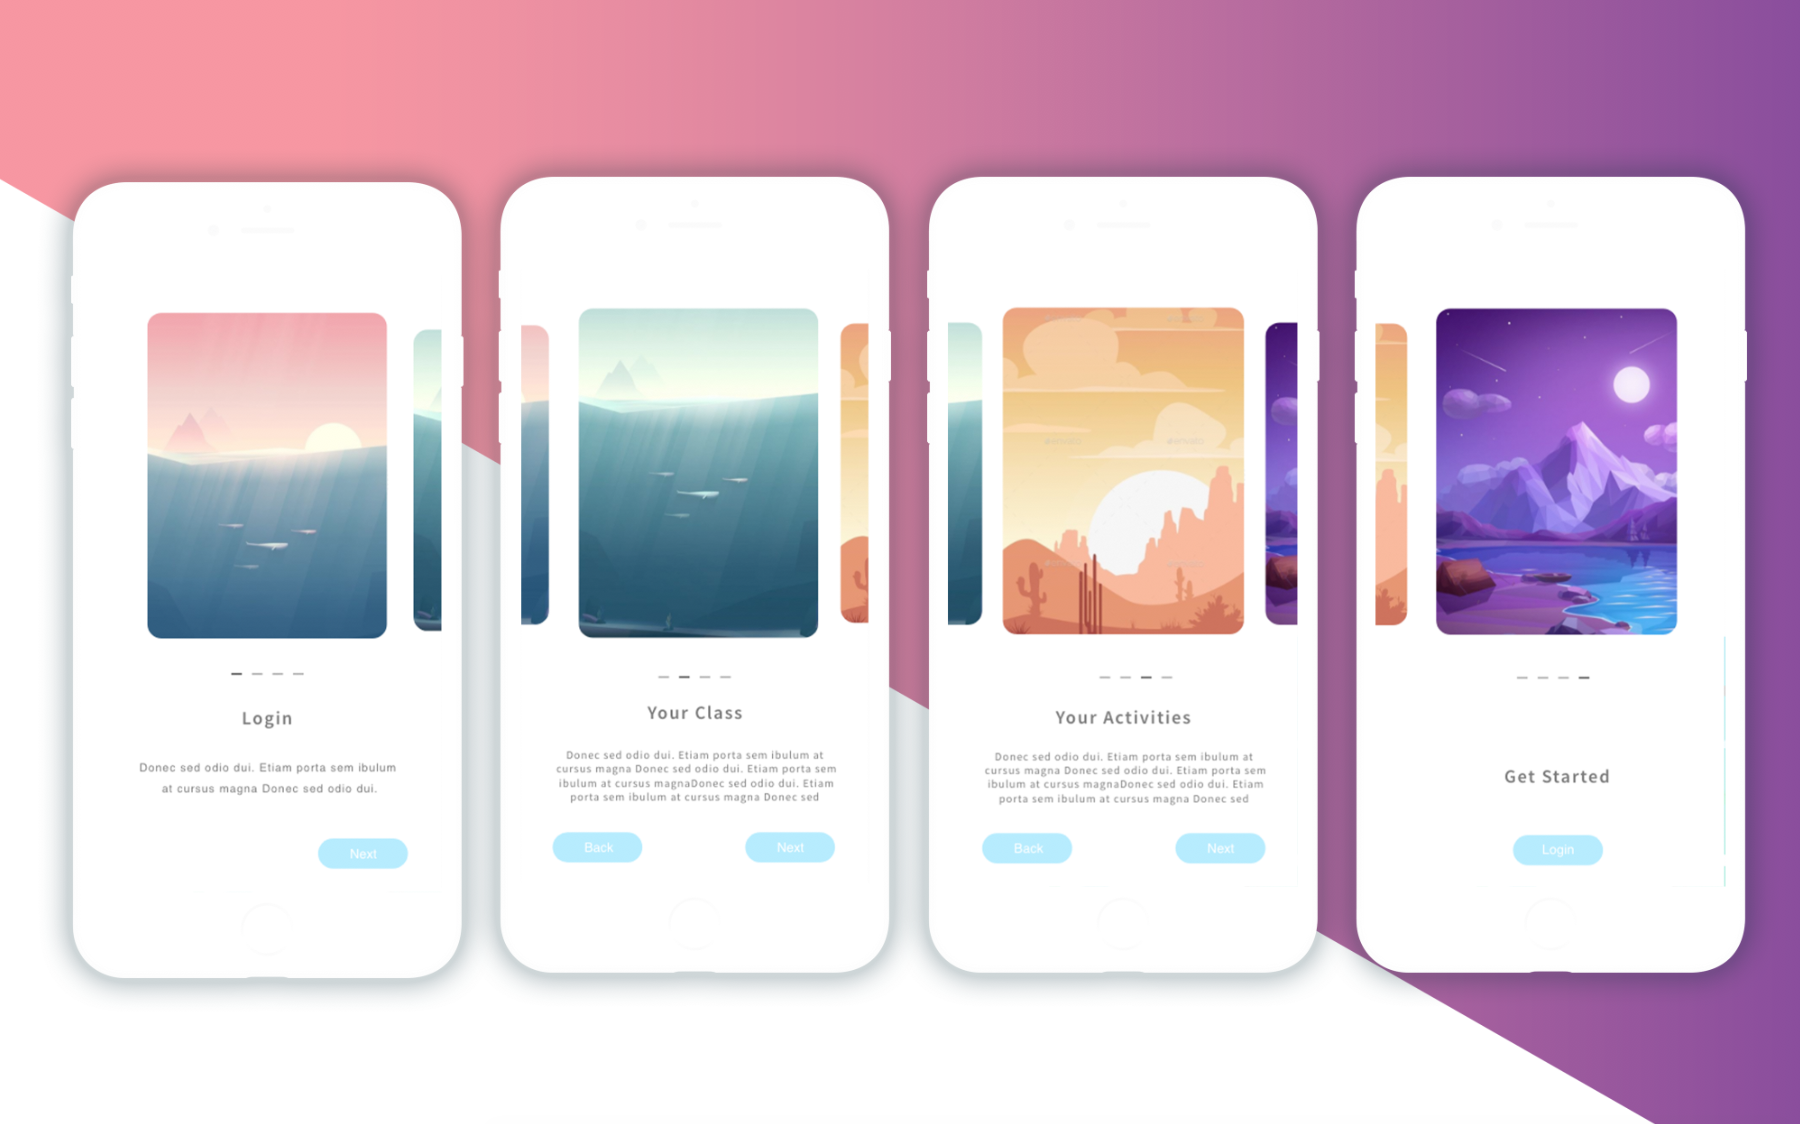 Login
Donec sed odio dui. Etiam porta sem ibulum
at cursus magna Donec sed odio dui.
Next
Your Class
Donec sed odio dui. Etiam porta sem ibulum at
cursus magna Donec sed odio dui. Etiam porta sem
ibulum at cursus magnaDonec sed odio dui. Etiam
porta sem ibulum at cursus magna Donec sed
Back
Next
Your Activities
Donec sed odio dui. Etiam porta sem ibulum at
cursus magna Donec sed odio dui. Etiam porta sem
ibulum at cursus magnaDonec sed odio dui. Etiam
porta sem ibulum at cursus magna Donec sed
Back
Next
Get Started
Login